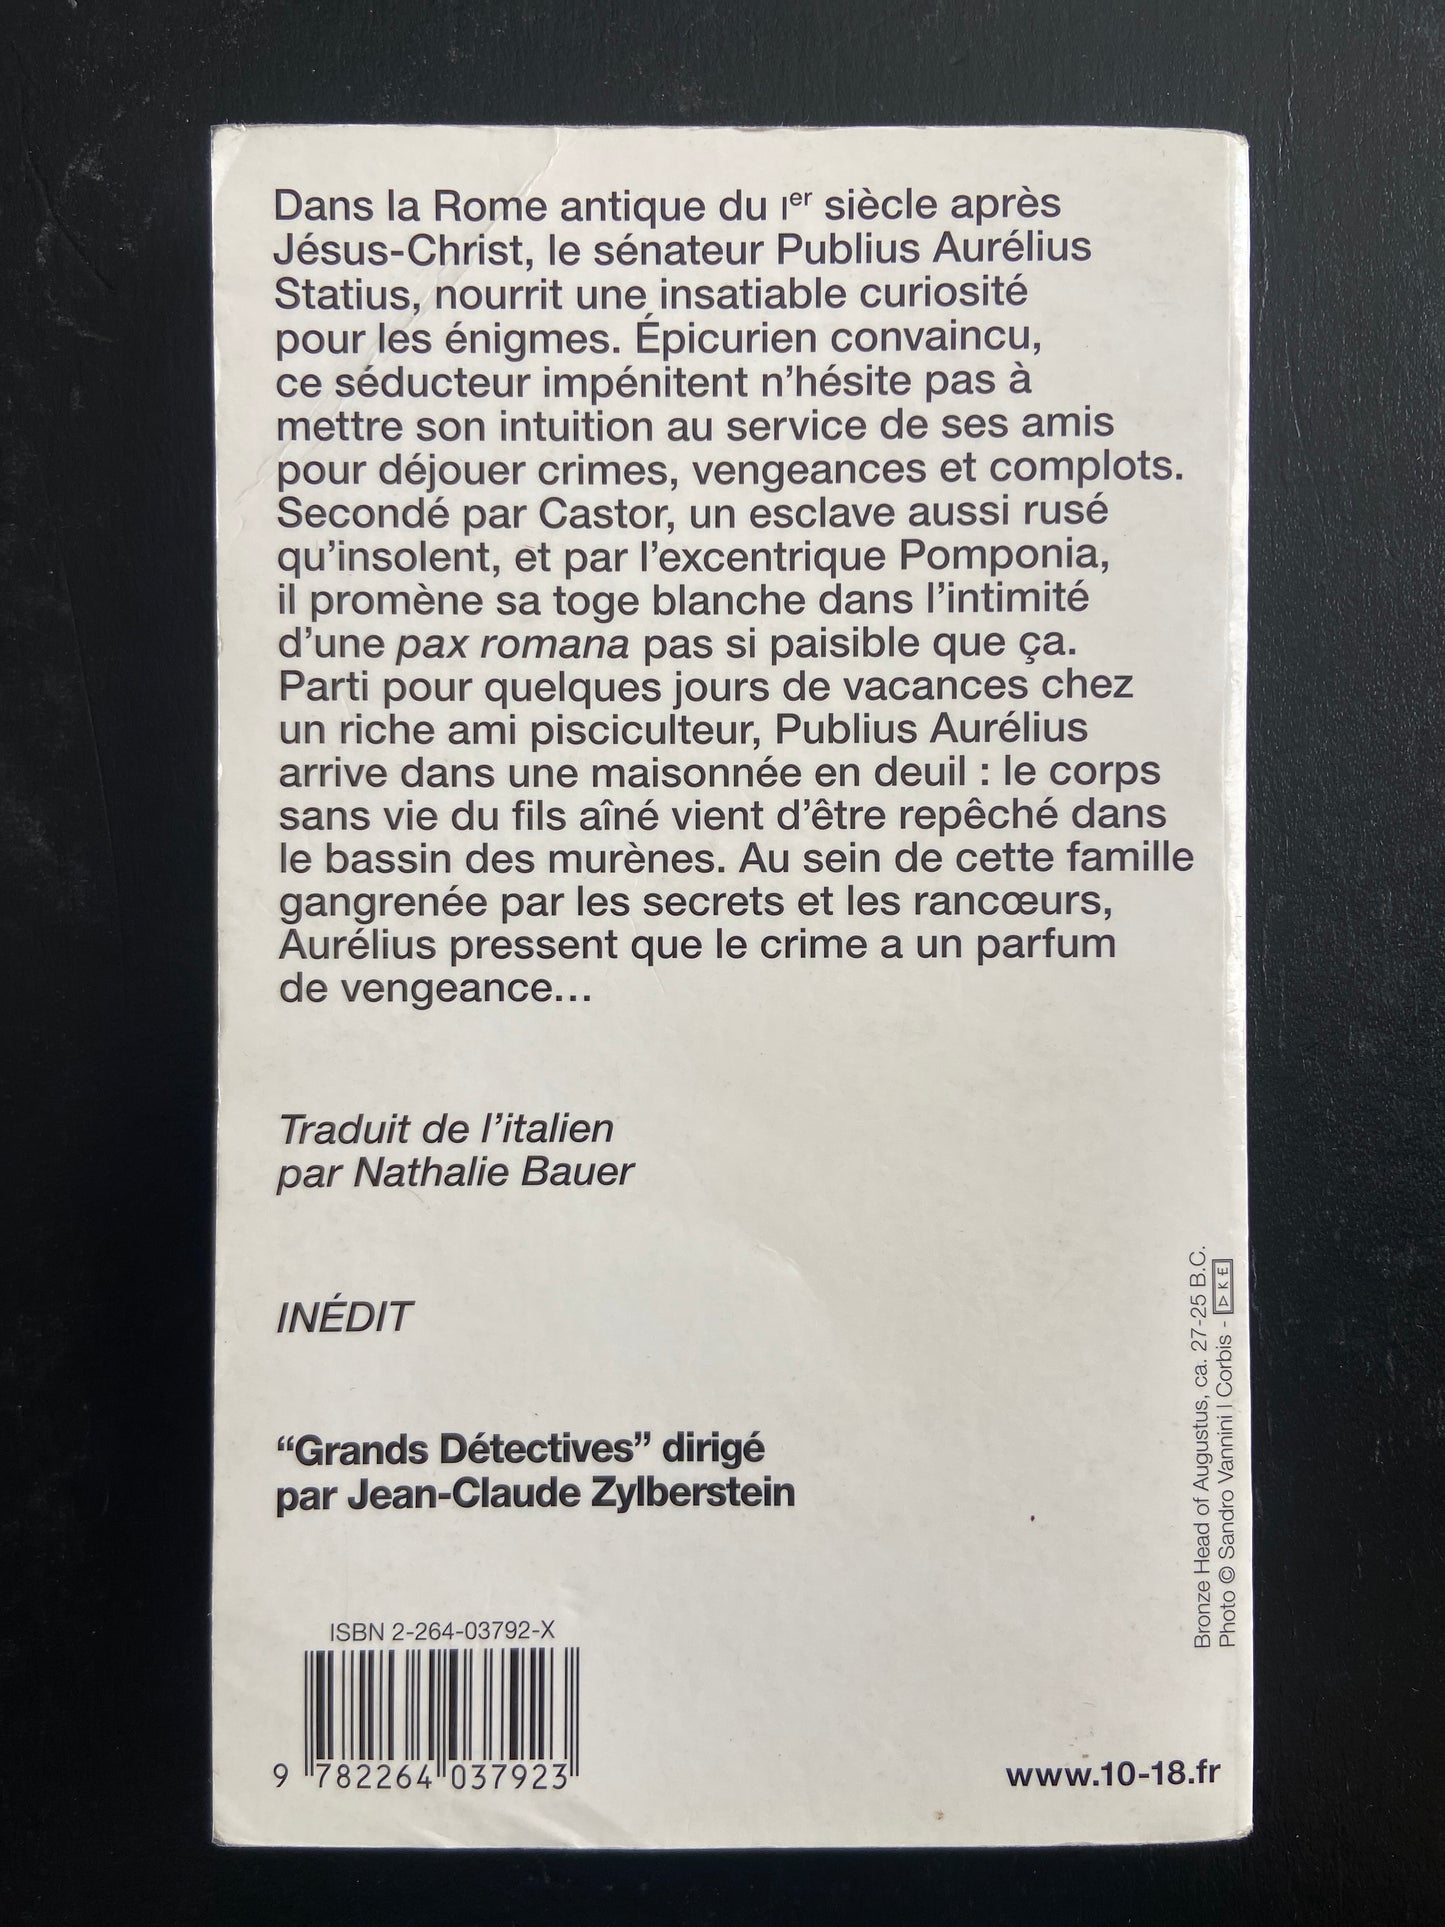 Dans la Rome antique du Ier siècle après
Jésus-Christ, le sénateur Publius Aurélius
Statius, nourrit une insatiable curiosité
pour les énigmes. Épicurien convaincu,
ce séducteur impénitent n’hésite pas à
mettre son intuition au service de ses amis
pour déjouer crimes, vengeances et complots.
Secondé par Castor, un esclave aussi rusé
qu’insolent, et par l’excentrique Pomponia,
il promène sa toge blanche dans l’intimité
d’une pax romana pas si paisible que ça.
Parti pour quelques jours de vacances chez
un riche ami pisciculteur, Publius Aurélius
arrive dans une maisonnée en deuil : le corps
sans vie du fils aîné vient d’être repêché dans
le bassin des murènes. Au sein de cette famille
gangrenée par les secrets et les rancœurs,
Aurélius pressent que le crime a un parfum
de vengeance...
Traduit de l’italien
par Nathalie Bauer
INÉDIT
“Grands Détectives” dirigé
par Jean-Claude Zylberstein
ISBN 2-264-03792-X
9 782264 037923
www.10-18.fr
Bronze Head of Augustus, ca. 27-25 B.C.
Photo © Sandro Vannini | Corbis -